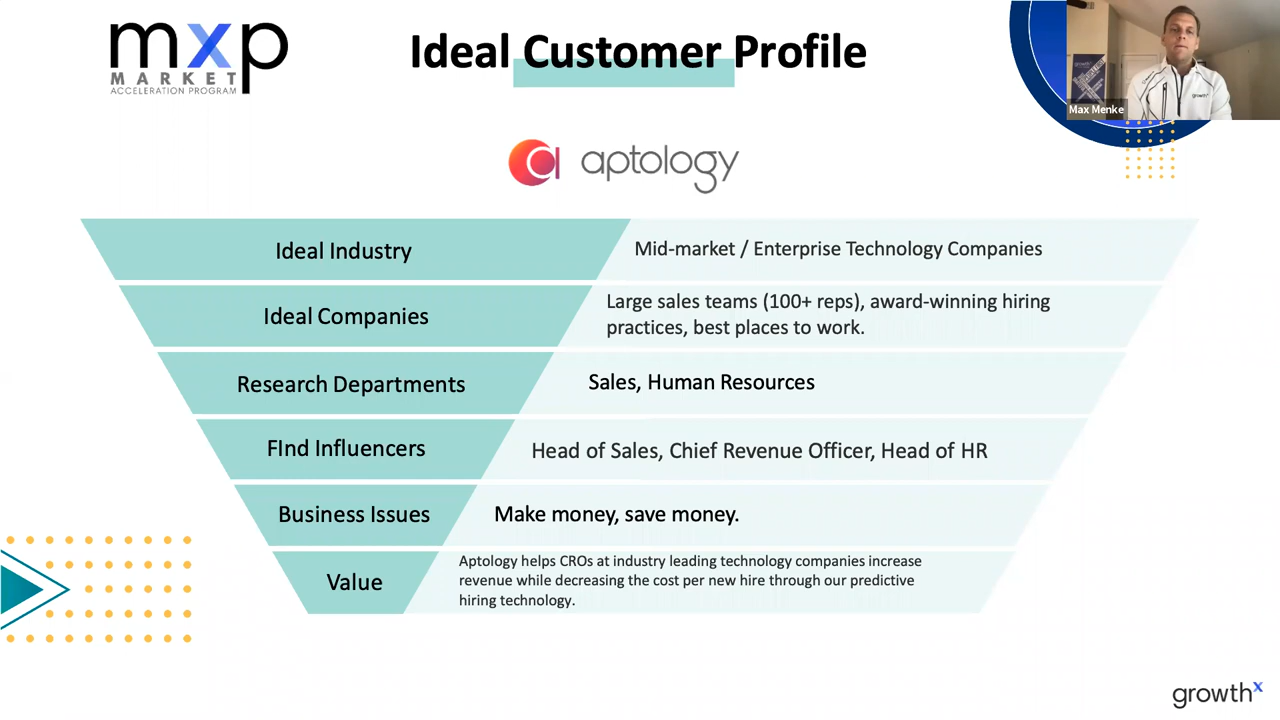 mxp
MARKET
ACCELERATION PROGRAM
Ideal Customer Profile
growthx
Max Menke
aptology
Ideal Industry
Mid-market / Enterprise Technology Companies
Ideal Companies
Large sales teams (100+ reps), award-winning hiring
practices, best places to work.
Research Departments
Sales, Human Resources
FInd Influencers
Head of Sales, Chief Revenue Officer, Head of HR
Business Issues
Make money, save money.
Value
Aptology helps CROs at industry leading technology companies increase
revenue while decreasing the cost per new hire through our predictive
hiring technology.
growthx